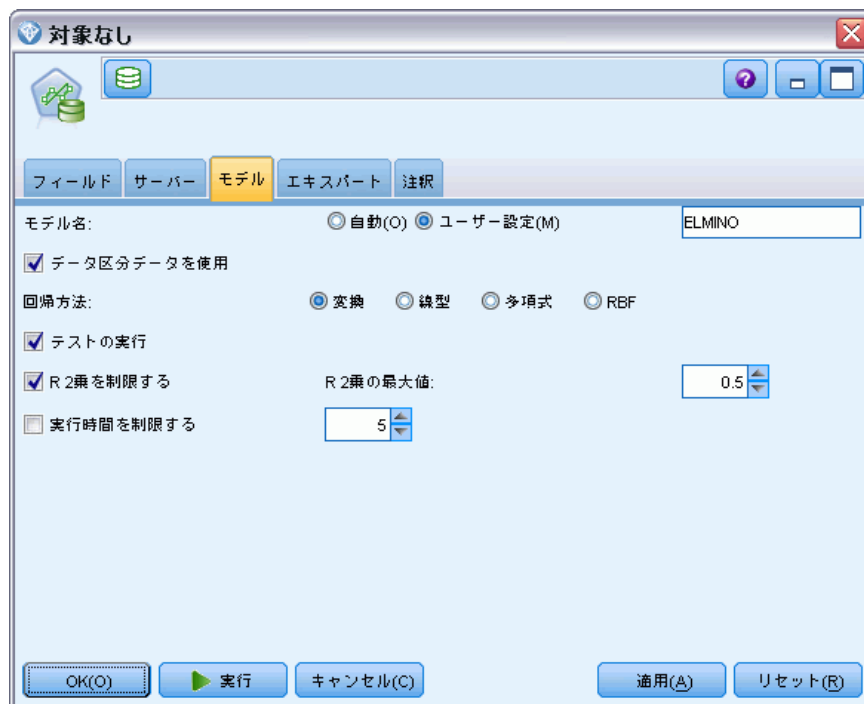 対象なし
フィールド サーバー モデル エキスパート 注釈
モデル名: 自動(O) ユーザー設定(M) ELMINO
データ区分データを使用
回帰方法: 変換 線型 多項式 RBF
テストの実行
R 2乗を制限する R 2乗の最大値: 0.5
実行時間を制限する 5
OK(O) 実行 キャンセル(C) 適用(A) リセット(R)